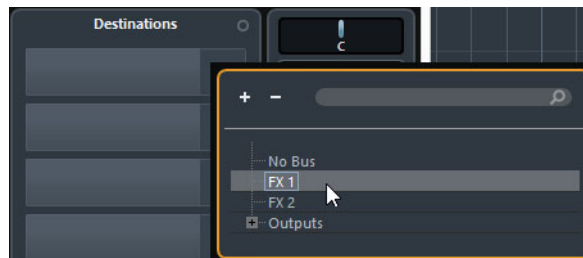 Destinations
C
+ −
No Bus
FX 1
FX 2
+ Outputs